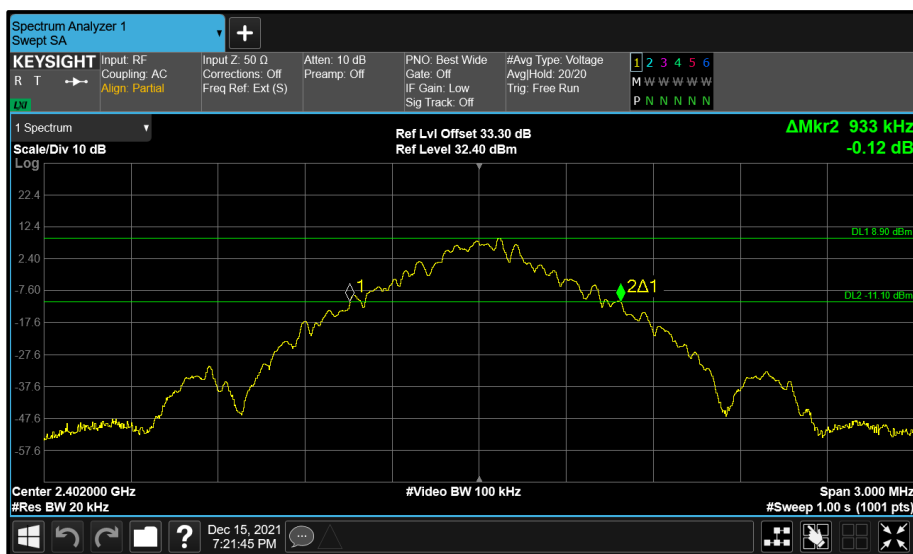 Spectrum Analyzer 1
Swept SA
KEYSIGHT
R T
LXI
Input: RF
Coupling: AC
Align: Partial
Input Z: 50 Ω
Corrections: Off
Freq Ref: Ext (S)
Atten: 10 dB
Preamp: Off
PNO: Best Wide
Gate: Off
IF Gain: Low
Sig Track: Off
#Avg Type: Voltage
Avg|Hold: 20/20
Trig: Free Run
1 2 3 4 5 6
M W W W W W
P N N N N N
1 Spectrum
Scale/Div 10 dB
Log
Ref Lvl Offset 33.30 dB
Ref Level 32.40 dBm
ΔMkr2 933 kHz
-0.12 dB
22.4
12.4
2.40
-7.60
-17.6
-27.6
-37.6
-47.6
-57.6
DL1 8.90 dBm
1
2Δ1
DL2 -11.10 dBm
Center 2.402000 GHz
#Res BW 20 kHz
#Video BW 100 kHz
Span 3.000 MHz
#Sweep 1.00 s (1001 pts)
?
Dec 15, 2021
7:21:45 PM